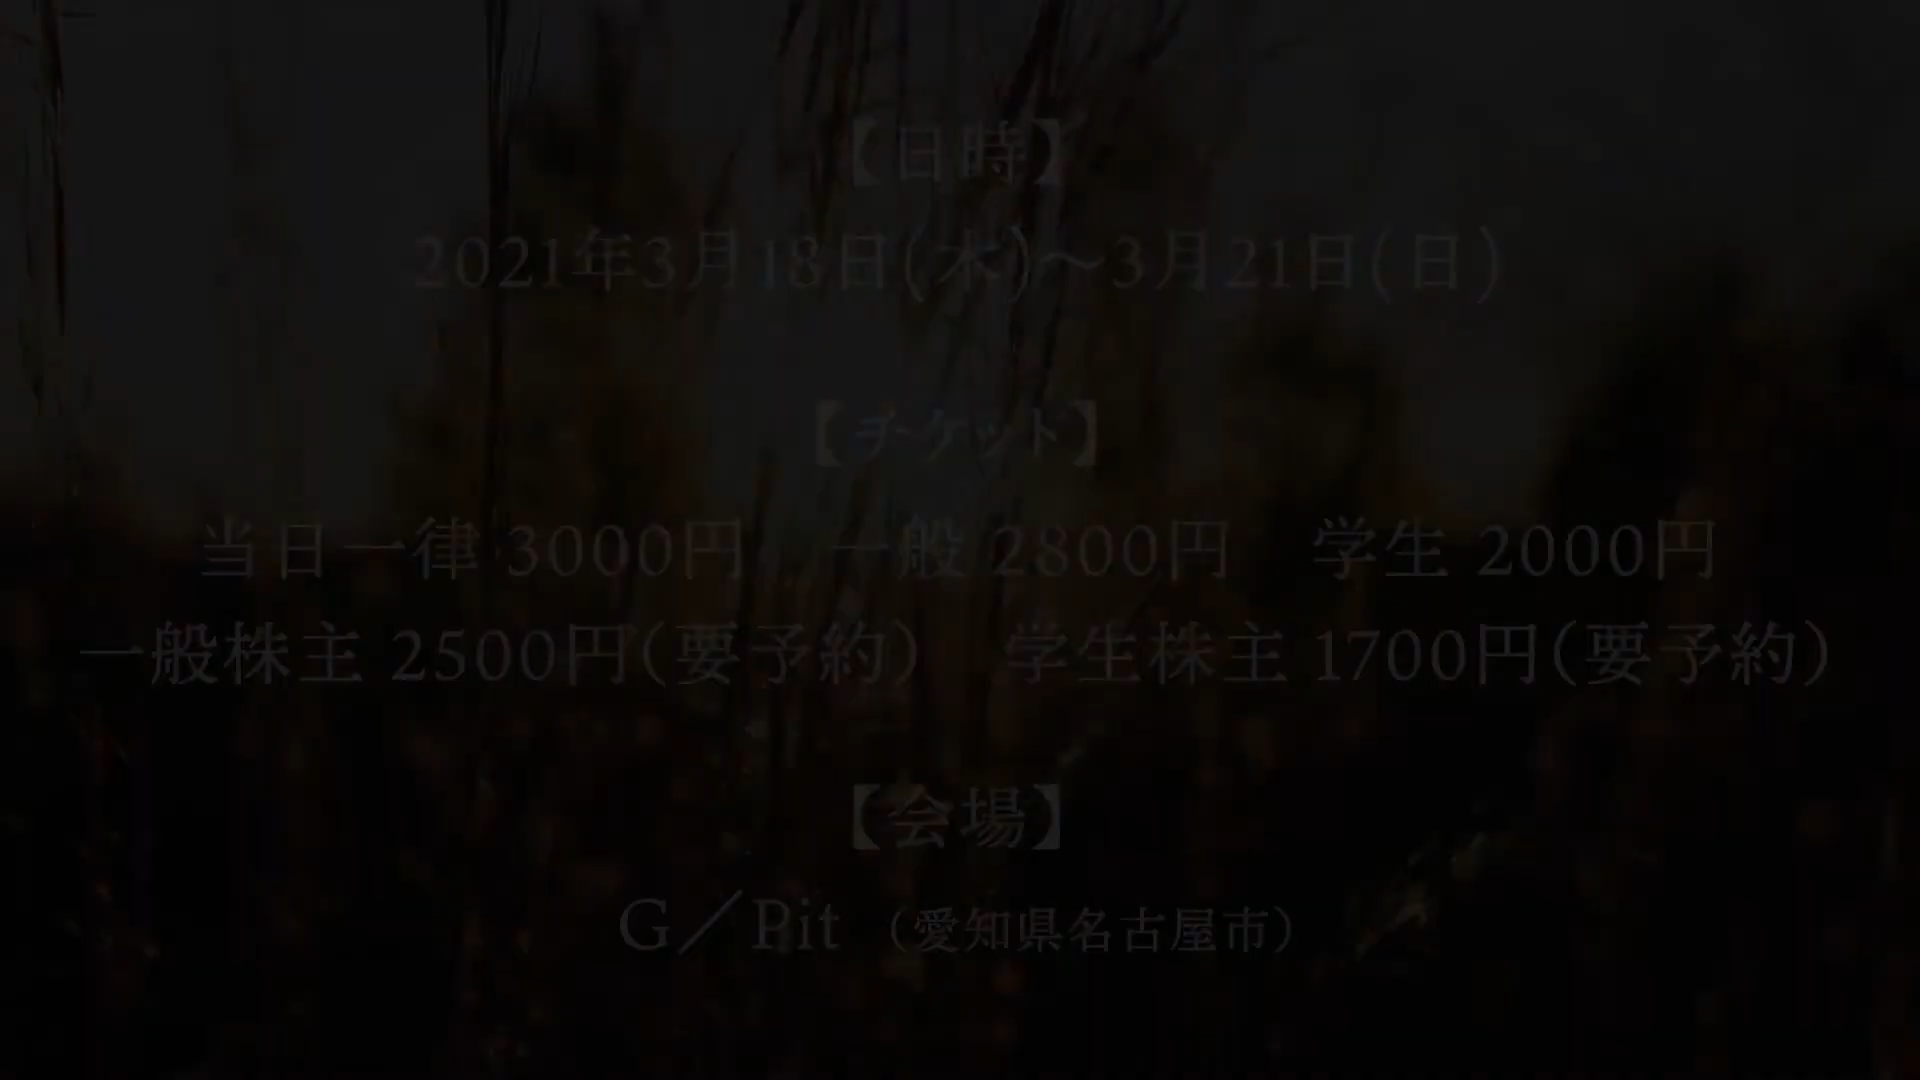 【日時】
2021年3月18日(木)〜3月21日(日)
【チケット】
当日一律 3000円　一般 2800円　学生 2000円
一般株主 2500円(要予約)　学生株主 1700円(要予約)
【会場】
G／Pit （愛知県名古屋市）